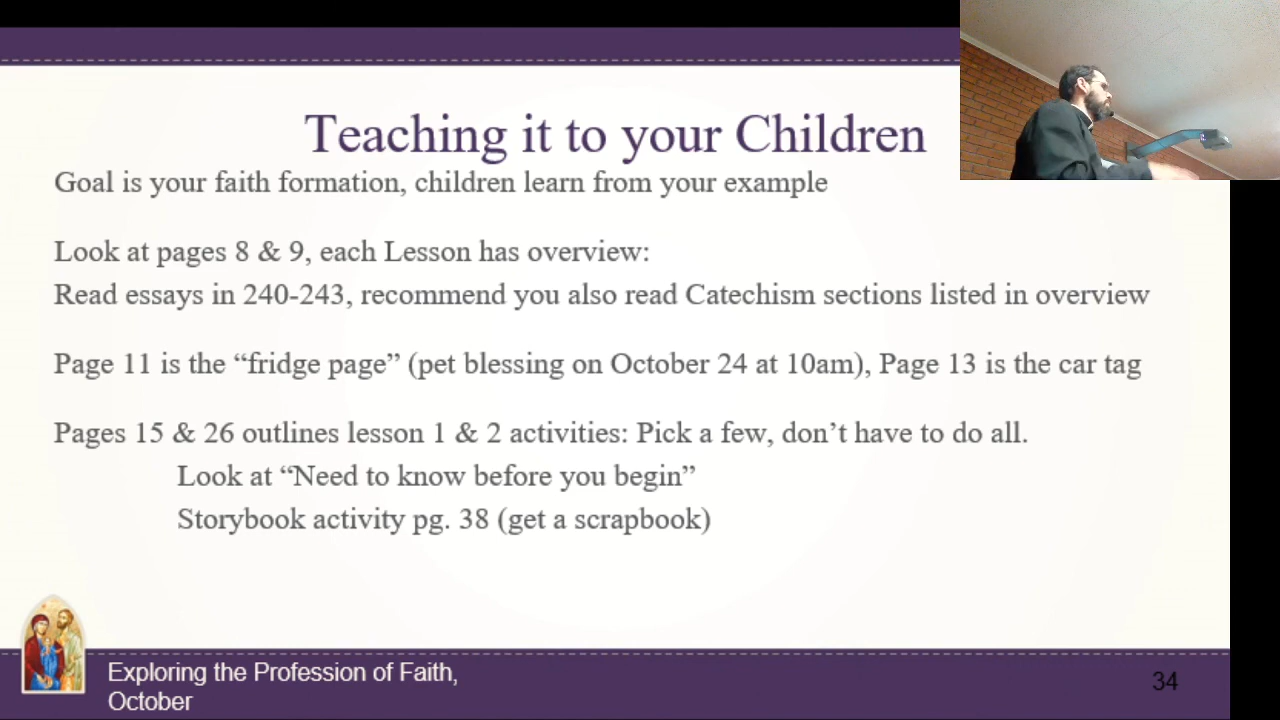 Teaching it to your Children
Goal is your faith formation, children learn from your example
Look at pages 8 & 9, each Lesson has overview:
Read essays in 240-243, recommend you also read Catechism sections listed in overview
Page 11 is the “fridge page” (pet blessing on October 24 at 10am), Page 13 is the car tag
Pages 15 & 26 outlines lesson 1 & 2 activities: Pick a few, don’t have to do all.
Look at “Need to know before you begin”
Storybook activity pg. 38 (get a scrapbook)
Exploring the Profession of Faith,
October
34